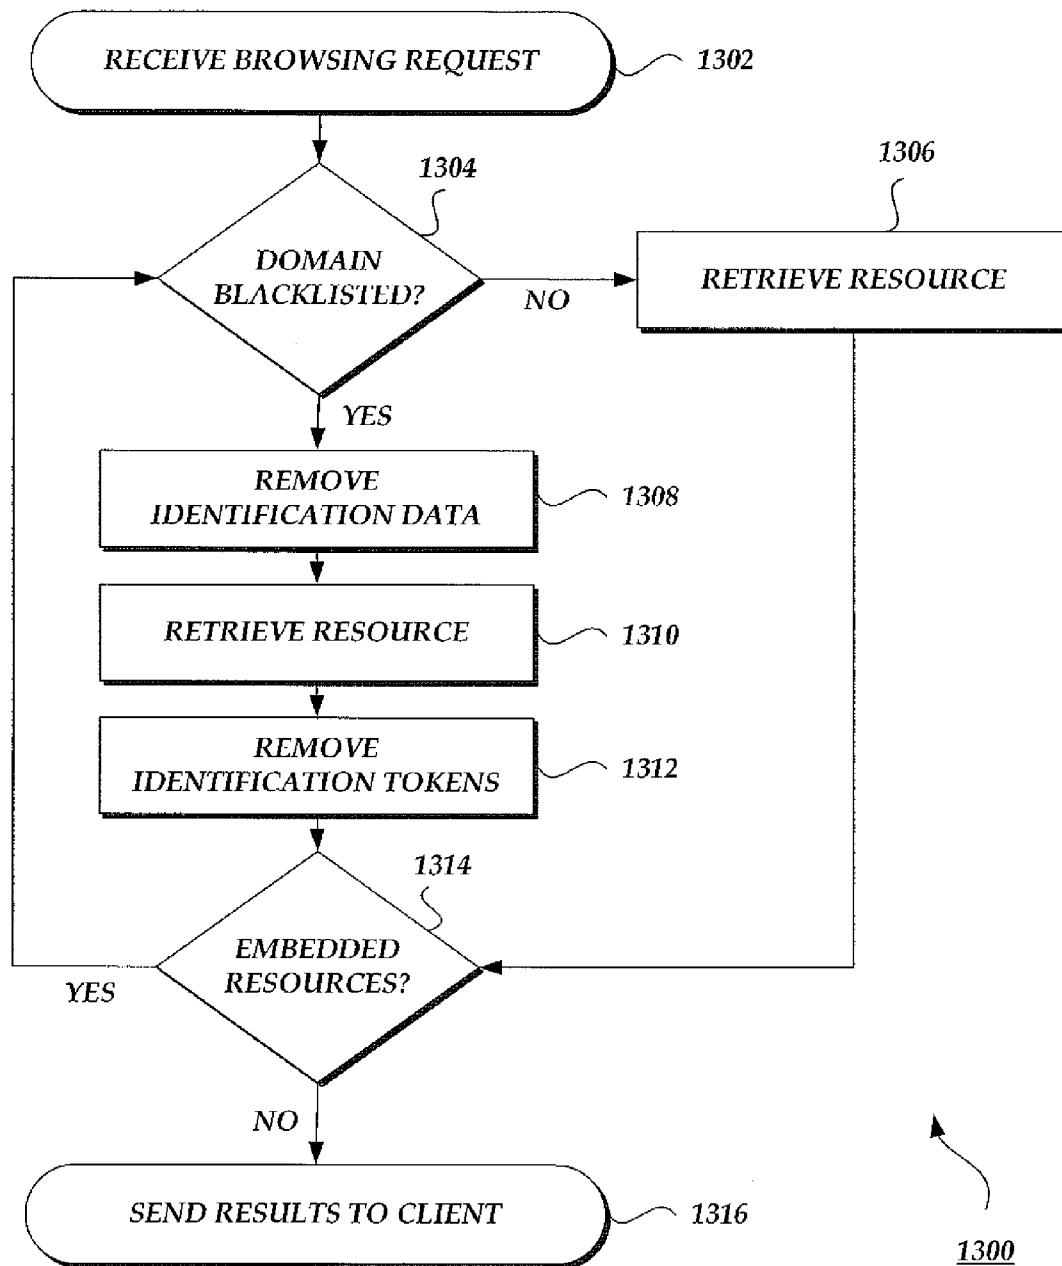 RECEIVE BROWSING REQUEST
1302
1304
1306
DOMAIN
BLACKLISTED?
NO
RETRIEVE RESOURCE
YES
REMOVE
IDENTIFICATION DATA
1308
RETRIEVE RESOURCE
1310
REMOVE
IDENTIFICATION TOKENS
1312
1314
EMBEDDED
RESOURCES?
YES
NO
SEND RESULTS TO CLIENT
1316
1300